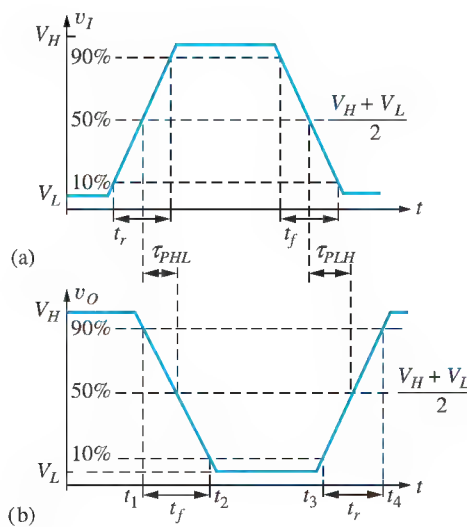 v_I
V_H
90%
50%
V_H + V_L
2
10%
V_L
t
t_r
t_f
(a)
τ_PHL
τ_PLH
v_O
V_H
90%
50%
V_H + V_L
2
10%
V_L
t_1
t_f
t_2
t_3
t_r
t_4
t
(b)